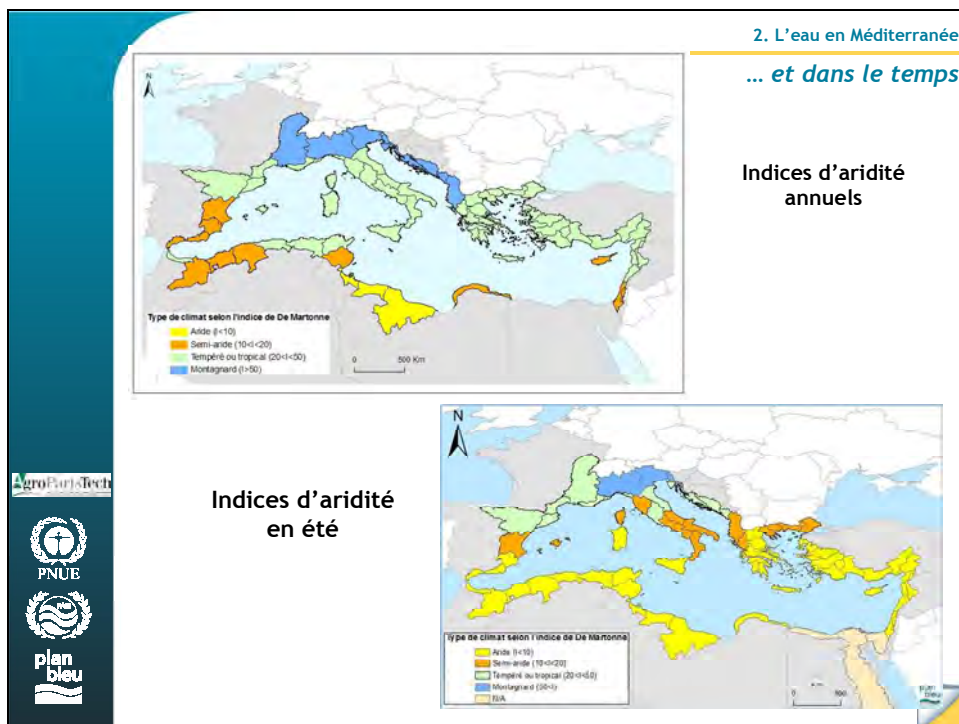 2. L’eau en Méditerranée
… et dans le temps
N
Indices d’aridité
annuels
Type de climat selon l'indice de De Martonne
Aride (I<10)
Semi-aride (10<I<20)
Tempéré ou tropical (20<I<50)
Montagnard (I>50)
0 500 Km
N
Indices d’aridité
en été
Type de climat selon l'indice de De Martonne
Aride (I<10)
Semi-aride (10<I<20)
Tempéré ou tropical (20<I<50)
Montagnard (50<I)
N/A
0 500
AgroParisTech
PNUE
plan
bleu
plan
bleu